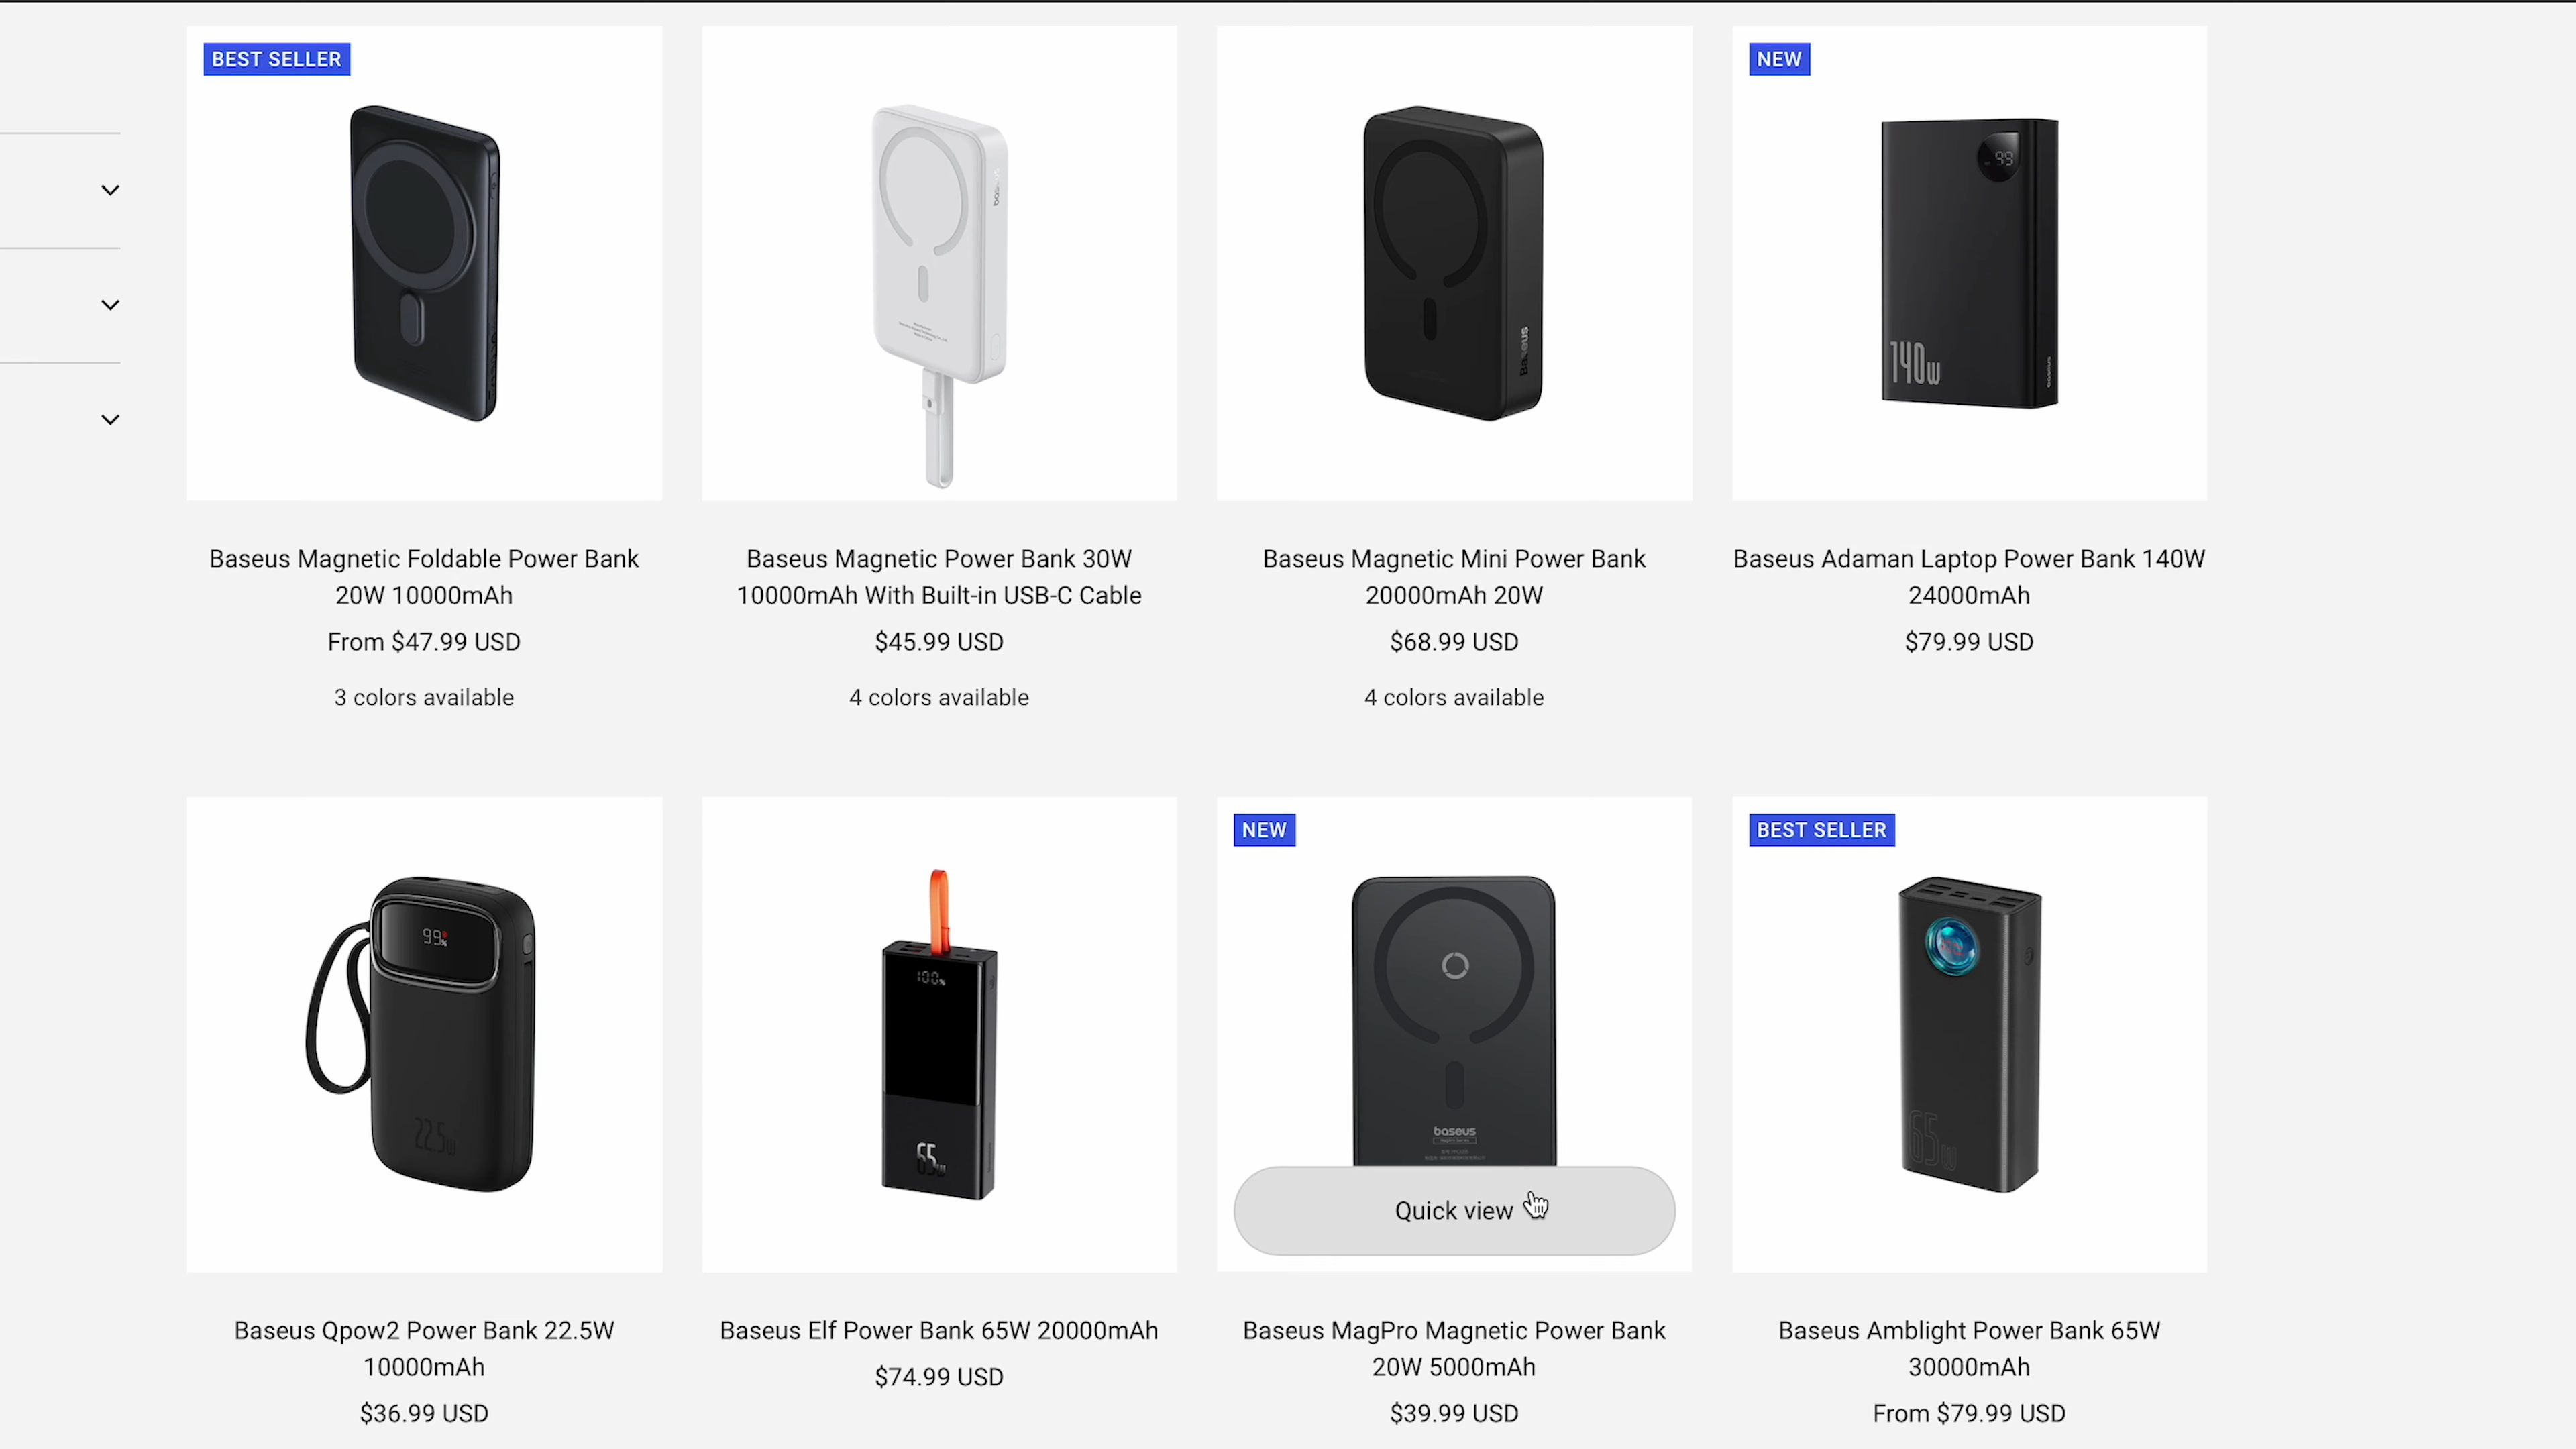 BEST SELLER
NEW
baseus
99
Baseus
140w
baseus
Baseus Magnetic Foldable Power Bank
20W 10000mAh
From $47.99 USD
3 colors available
Baseus Magnetic Power Bank 30W
10000mAh With Built-in USB-C Cable
$45.99 USD
4 colors available
Baseus Magnetic Mini Power Bank
20000mAh 20W
$68.99 USD
4 colors available
Baseus Adaman Laptop Power Bank 140W
24000mAh
$79.99 USD
NEW
BEST SELLER
99%
100%
22.5w
65w
baseus
65w
Quick view
Baseus Qpow2 Power Bank 22.5W
10000mAh
$36.99 USD
Baseus Elf Power Bank 65W 20000mAh
$74.99 USD
Baseus MagPro Magnetic Power Bank
20W 5000mAh
$39.99 USD
Baseus Amblight Power Bank 65W
30000mAh
From $79.99 USD